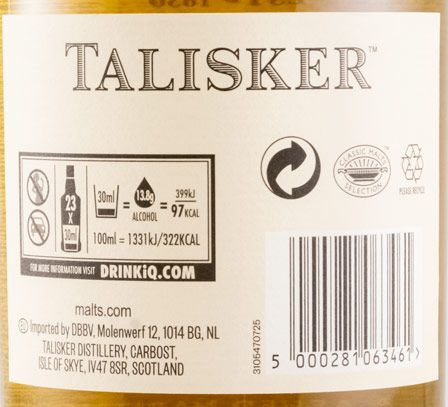 TALISKER™
CLASSIC MALTS
SELECTION
PLEASE RECYCLE
23
X
30ml
30ml = 13.8g ALCOHOL = 399kJ
97KCAL
100ml = 1331kJ/322KCAL
FOR MORE INFORMATION VISIT DRINKiQ.COM
malts.com
EU Imported by DBBV, Molenwerf 12, 1014 BG, NL
TALISKER DISTILLERY, CARBOST,
ISLE OF SKYE, IV47 8SR, SCOTLAND
3105470725
5 000281 063461 >